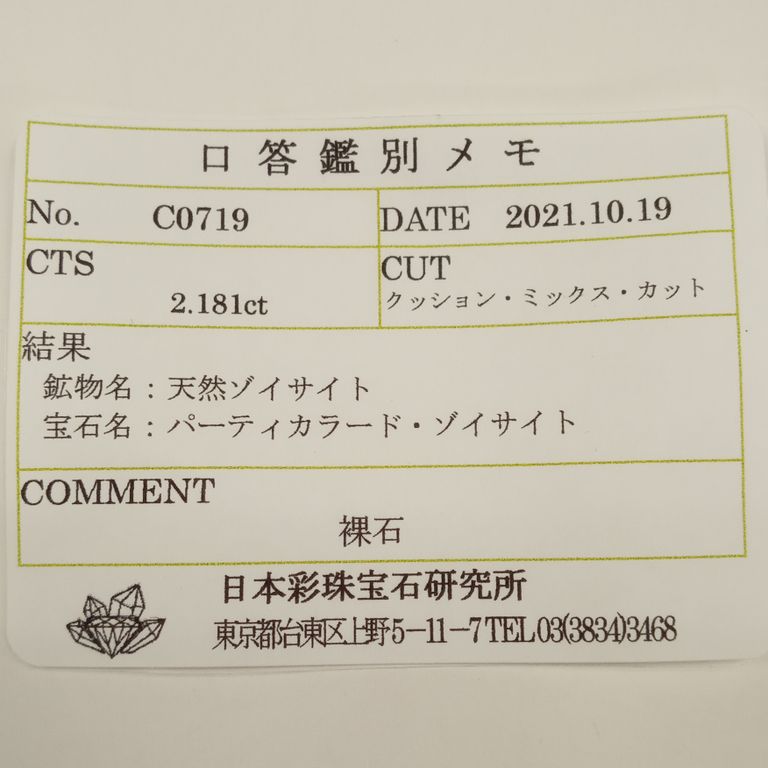 口答鑑別メモ
No. C0719 DATE 2021.10.19
CTS CUT
2.181ct クッション・ミックス・カット
結果
鉱物名：天然ゾイサイト
宝石名：パーティカラード・ゾイサイト
COMMENT
裸石
日本彩珠宝石研究所
東京都台東区上野5-11-7 TEL 03(3834)3468